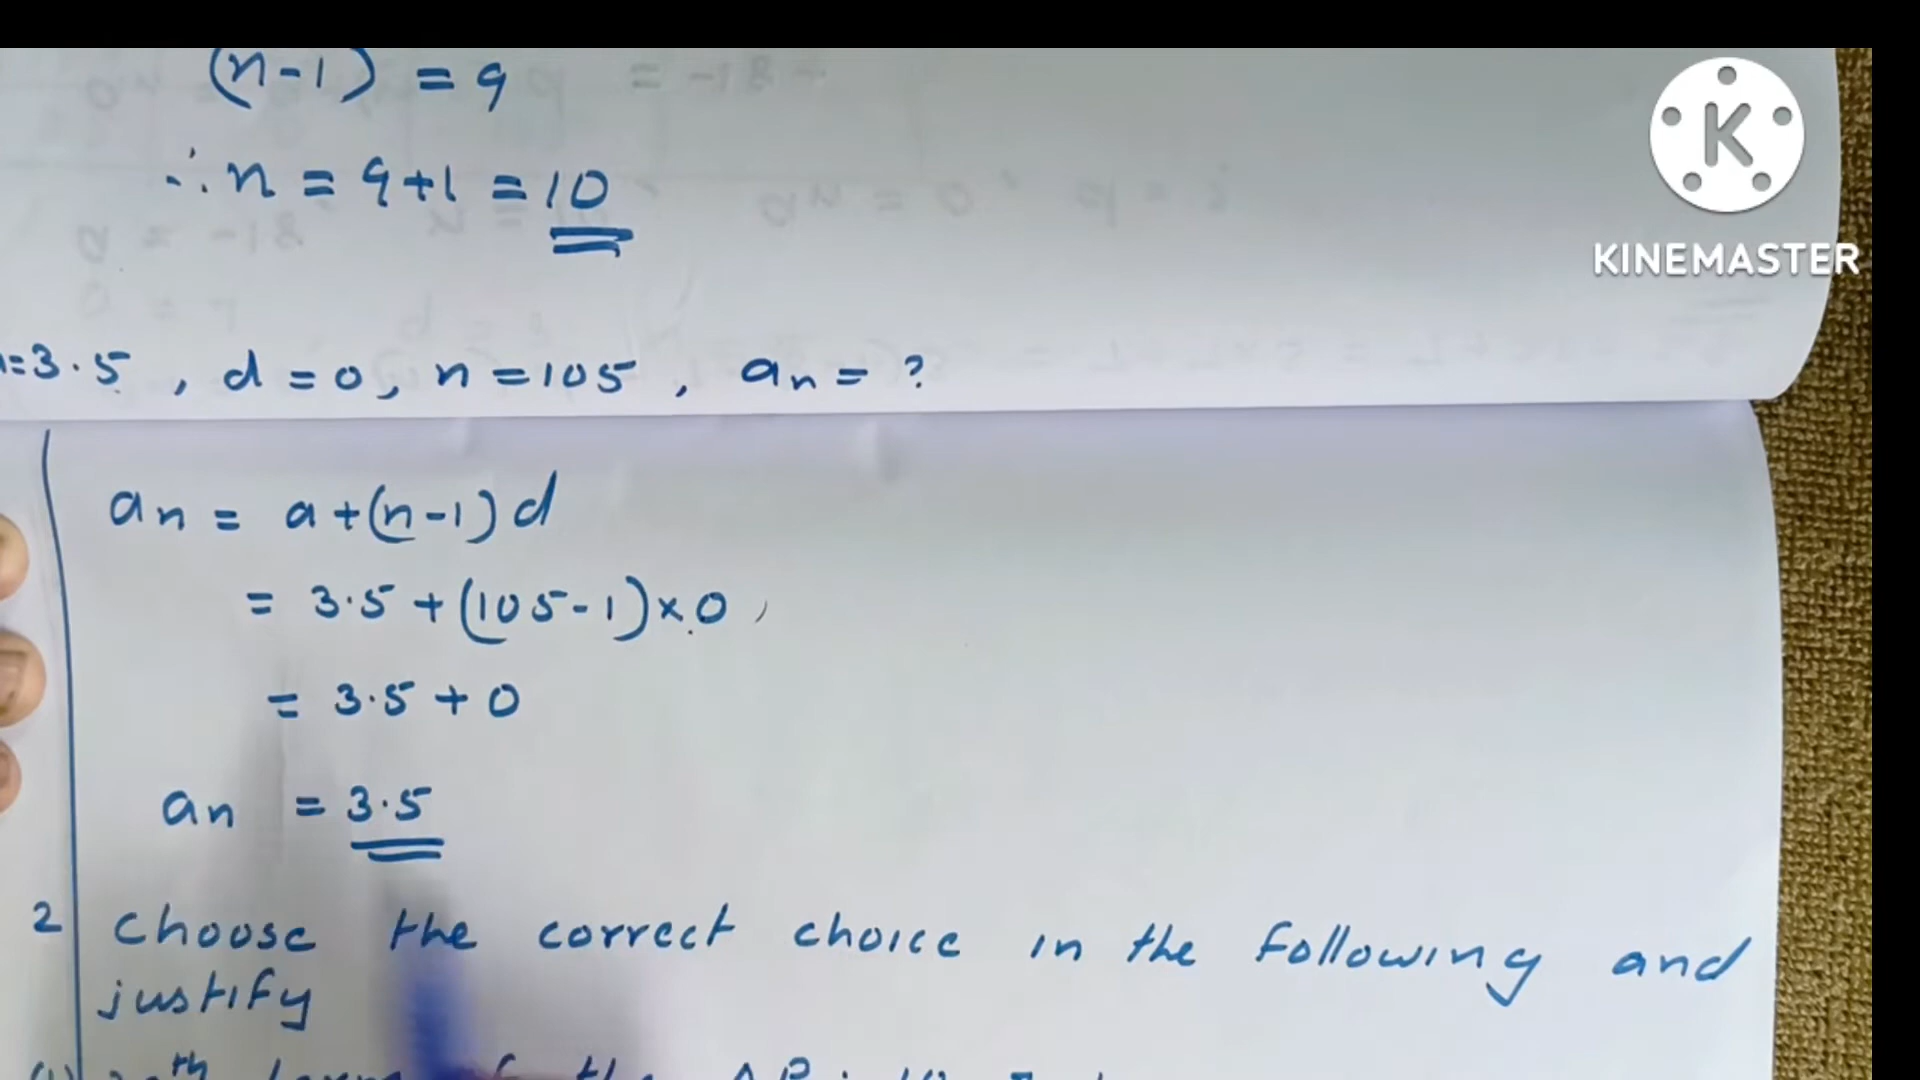 (n-1) = 9
∴ n = 9+1 = 10
K
KINEMASTER
=3.5, d=0, n=105, an = ?
an = a+(n-1)d
= 3.5+(105-1)×0,
= 3.5+0
an = 3.5
2 choose the correct choice in the following and
justify